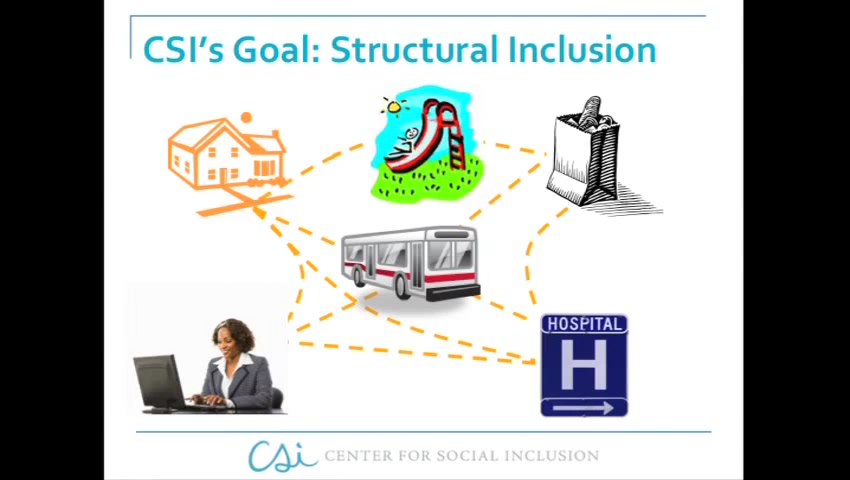 CSI's Goal: Structural Inclusion
HOSPITAL
H
csi CENTER FOR SOCIAL INCLUSION